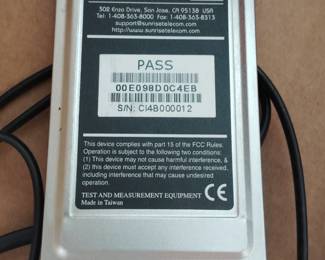 302 Enzo Drive, San Jose, CA 95138 USA
Tel: 1-408-363-8000 Fax: 1-408-363-8313
support@sunrisetelecom.com
http://www.sunrisetelecom.com
PASS
00E098D0C4EB
S/N: CI4B000012
This device complies with part 15 of the FCC Rules.
Operation is subject to the following two conditions:
(1) This device may not cause harmful interference, &
(2) this device must accept any interference received,
including interference that may cause undesired
operation.
TEST AND MEASUREMENT EQUIPMENT
Made in Taiwan
CE